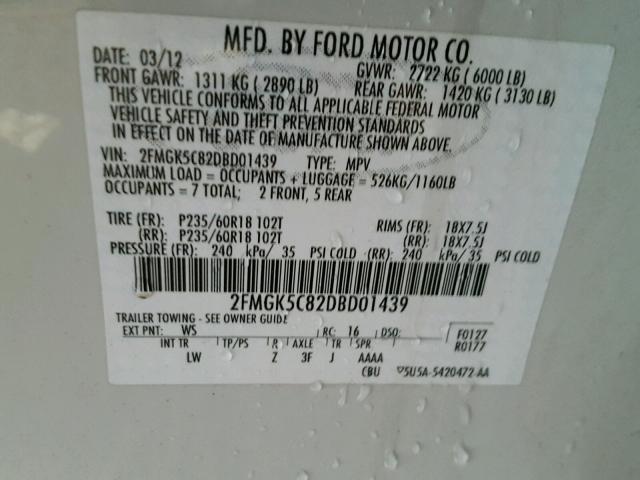 MFD. BY FORD MOTOR CO.
DATE: 03/12 GVWR: 2722 KG ( 6000 LB)
FRONT GAWR: 1311 KG ( 2890 LB) REAR GAWR: 1420 KG ( 3130 LB)
THIS VEHICLE CONFORMS TO ALL APPLICABLE FEDERAL MOTOR
VEHICLE SAFETY AND THEFT PREVENTION STANDARDS
IN EFFECT ON THE DATE OF MANUFACTURE SHOWN ABOVE.
VIN: 2FMGK5C82DBD01439 TYPE: MPV
MAXIMUM LOAD = OCCUPANTS + LUGGAGE = 526KG/1160LB
OCCUPANTS = 7 TOTAL; 2 FRONT, 5 REAR
TIRE (FR): P235/60R18 102T RIMS (FR): 18X7.5J
(RR): P235/60R18 102T (RR): 18X7.5J
PRESSURE (FR): 240 kPa/ 35 PSI COLD (RR): 240 kPa/ 35 PSI COLD
2FMGK5C82DBD01439
TRAILER TOWING - SEE OWNER GUIDE
EXT PNT: WS RC: 16 DSO: F0127
R0177
INT TR TP/PS R AXLE TR SPR
LW Z 3F J AAAA
CBU 5U5A-5420472-AA